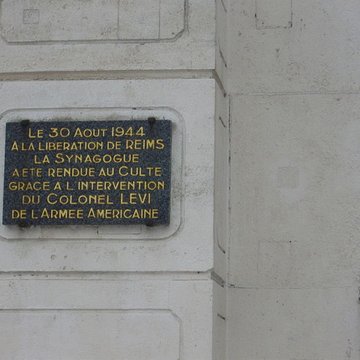 LE 30 AOUT 1944
A LA LIBERATION DE REIMS
LA SYNAGOGUE
A ETE RENDUE AU CULTE
GRACE A L'INTERVENTION
DU COLONEL LEVI
DE L'ARMEE AMERICAINE